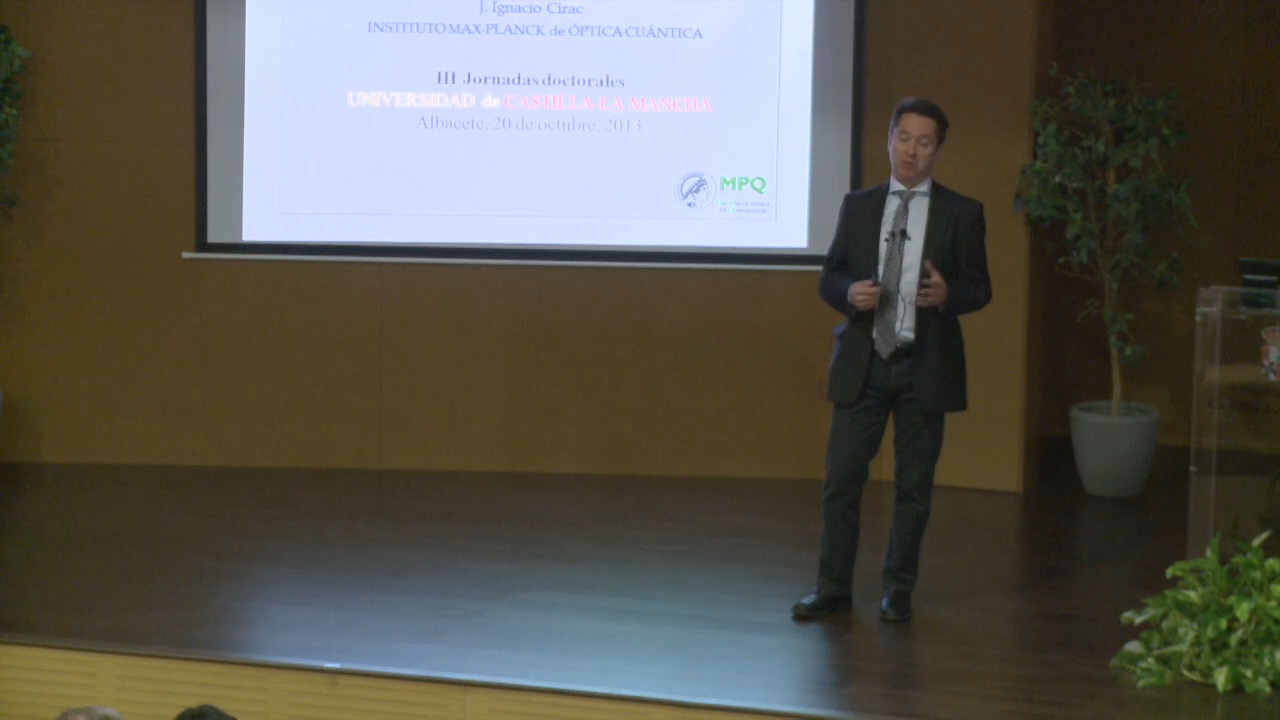 J. Ignacio Cirac
INSTITUTO MAX-PLANCK de ÓPTICA CUÁNTICA
III Jornadas doctorales
UNIVERSIDAD de CASTILLA-LA MANCHA
Albacete, 20 de octubre, 2013
MPQ